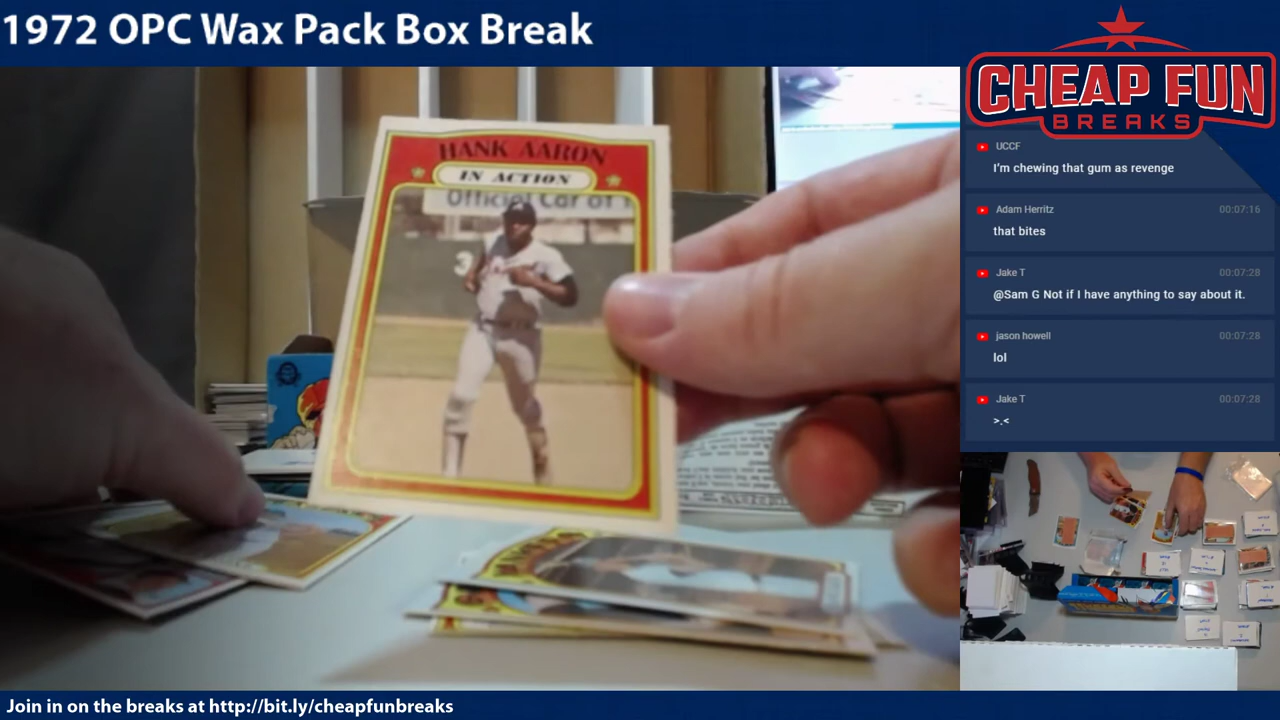 1972 OPC Wax Pack Box Break
CHEAP FUN
BREAKS
HANK AARON
IN ACTION
Official Car of
UCCF
I'm chewing that gum as revenge
Adam Herritz 00:07:16
that bites
Jake T 00:07:28
@Sam G Not if I have anything to say about it.
jason howell 00:07:28
lol
Jake T 00:07:28
>.<
Join in on the breaks at http://bit.ly/cheapfunbreaks